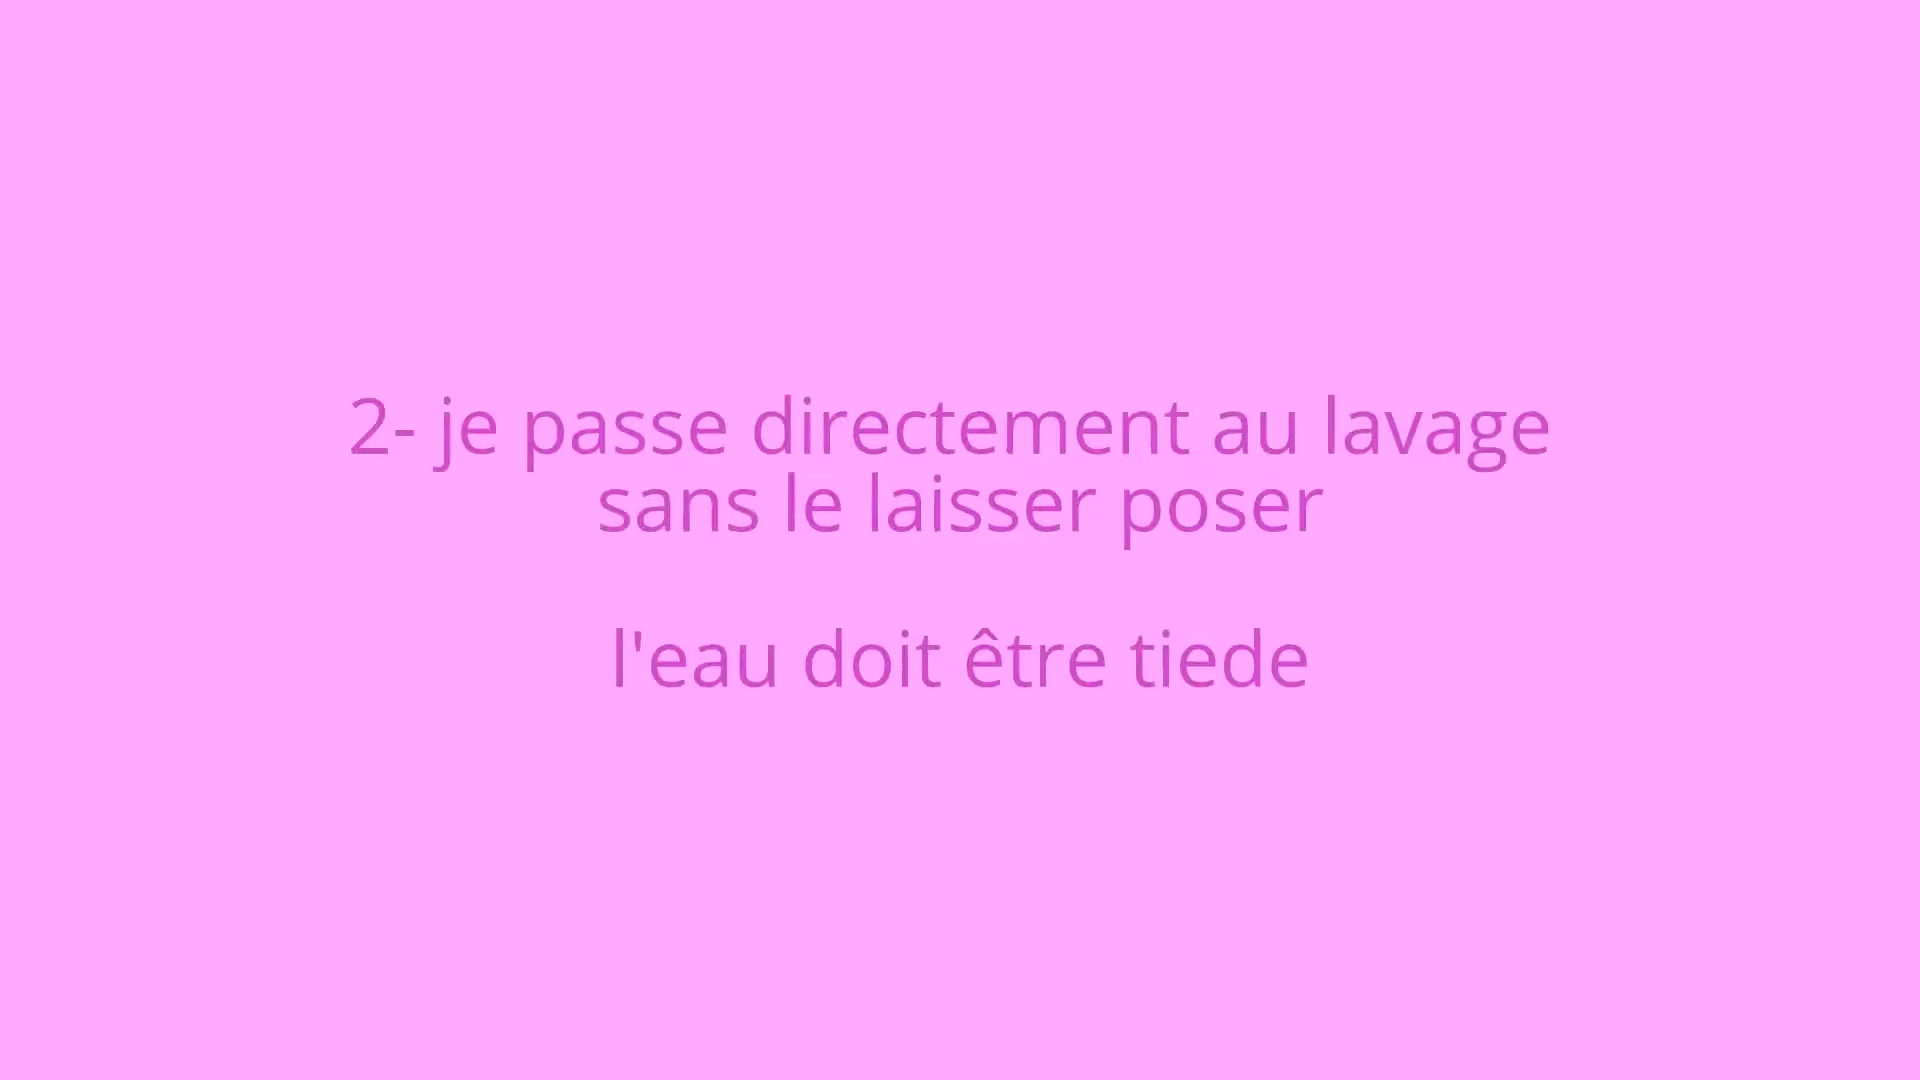 2- je passe directement au lavage
sans le laisser poser
l'eau doit être tiede